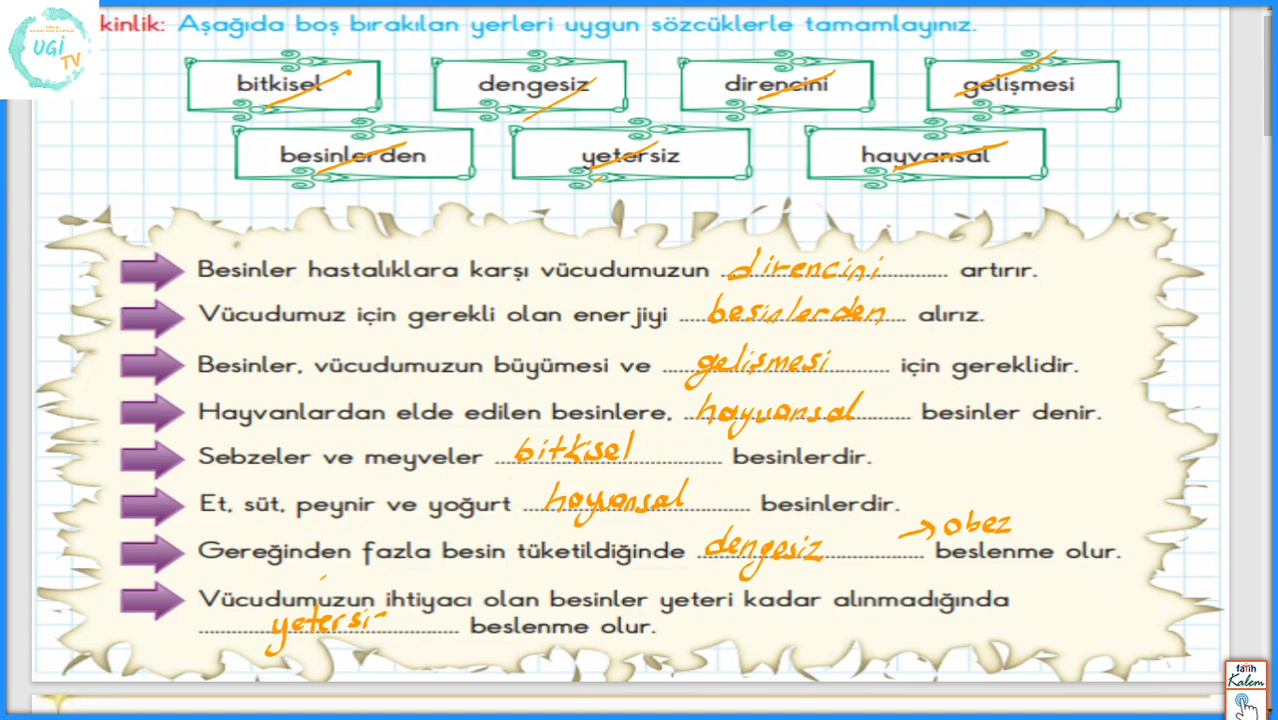 UGİ
TV
kinlik: Aşağıda boş bırakılan yerleri uygun sözcüklerle tamamlayınız.
bitkisel dengesiz direncini gelişmesi
besinlerden yetersiz hayvansal
Besinler hastalıklara karşı vücudumuzun direncini artırır.
Vücudumuz için gerekli olan enerjiyi besinlerden alırız.
Besinler, vücudumuzun büyümesi ve gelişmesi için gereklidir.
Hayvanlardan elde edilen besinlere, hayvansal besinler denir.
Sebzeler ve meyveler bitkisel besinlerdir.
Et, süt, peynir ve yoğurt hayvansal besinlerdir.
→ obez
Gereğinden fazla besin tüketildiğinde dengesiz beslenme olur.
Vücudumuzun ihtiyacı olan besinler yeteri kadar alınmadığında
yetersi beslenme olur.
fatih
Kalem